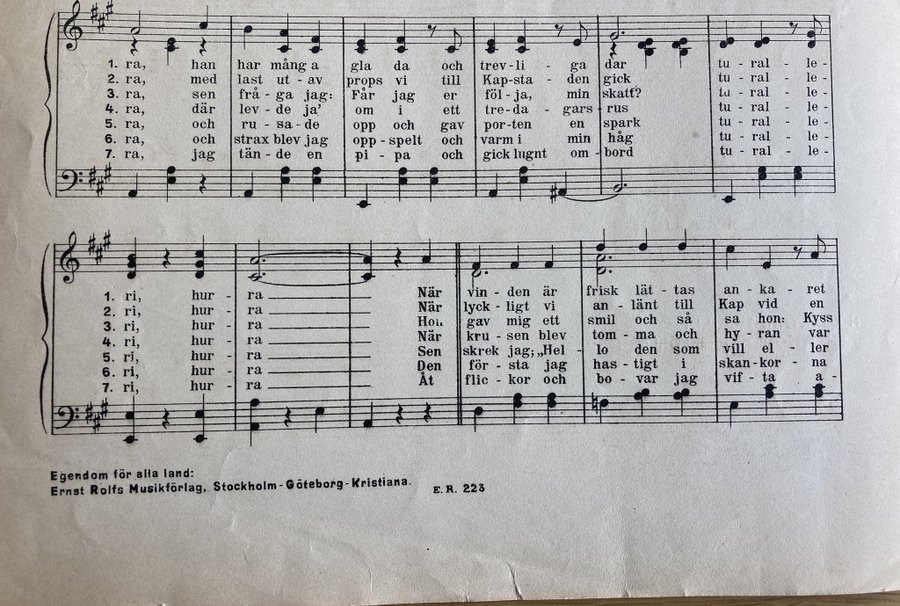 1. ra, han har mång a gla da och trev - li - ga dar tu - ral - le -
2. ra, med last ut - av props vi till Kap-sta - den gick tu - ral - le -
3. ra, sen frå - ga jag: Får jag er föl - ja, min skatt? tu - ral - le -
4. ra, där lev - de ja' om i ett tre-da - gars - rus tu - ral - le -
5. ra, och ru - sa - de opp och gav por-ten en spark tu - ral - le -
6. ra, och strax blev jag opp - spelt och varm i min håg tu - ral - le -
7. ra, jag tän - de en pi - pa och gick lugnt om - bord tu - ral - le -
1. ri, hur - ra När vin - den är frisk lät - tas an - ka - ret
2. ri, hur - ra När lyck - ligt vi an - länt till Kap vid en
3. ri, hur - ra Hon gav mig ett smil och så sa hon: Kyss
4. ri, hur - ra När kru - sen blev tom - ma och hy - ran var
5. ri, hur - ra Sen skrek jag; „Hel - lo den som vill el - ler
6. ri, hur - ra Den för - sta jag has - tigt i skan - kor - na
7. ri, hur - ra Åt flic - kor och bo - var jag vif - ta a -
Egendom för alla land:
Ernst Rolfs Musikförlag, Stockholm - Göteborg - Kristiana. E. R. 223